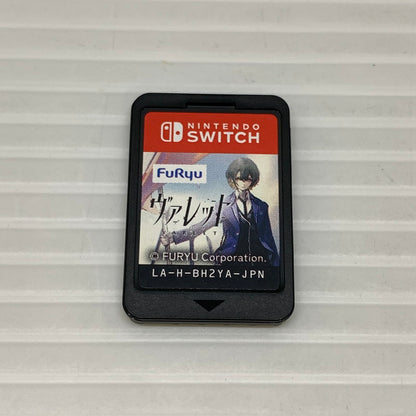 NINTENDO
SWITCH
FuRyu
ヴァレット
© FURYU Corporation.
LA-H-BH2YA-JPN